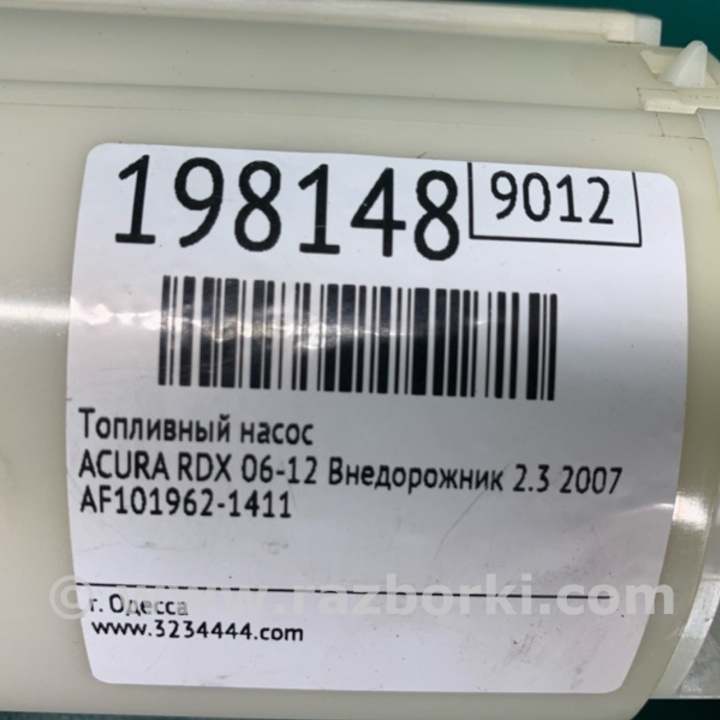 198148 9012
Топливный насос
ACURA RDX 06-12 Внедорожник 2.3 2007
AF101962-1411
© www.razborki.com
г. Одесса
www.3234444.com